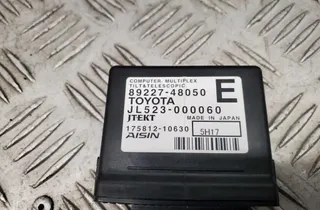 COMPUTER, MULTIPLEX
TILT&TELESCOPIC
89227-48050 E
TOYOTA
JL523-000060
JTEKT MADE IN JAPAN
175812-10630
AISIN 5H17